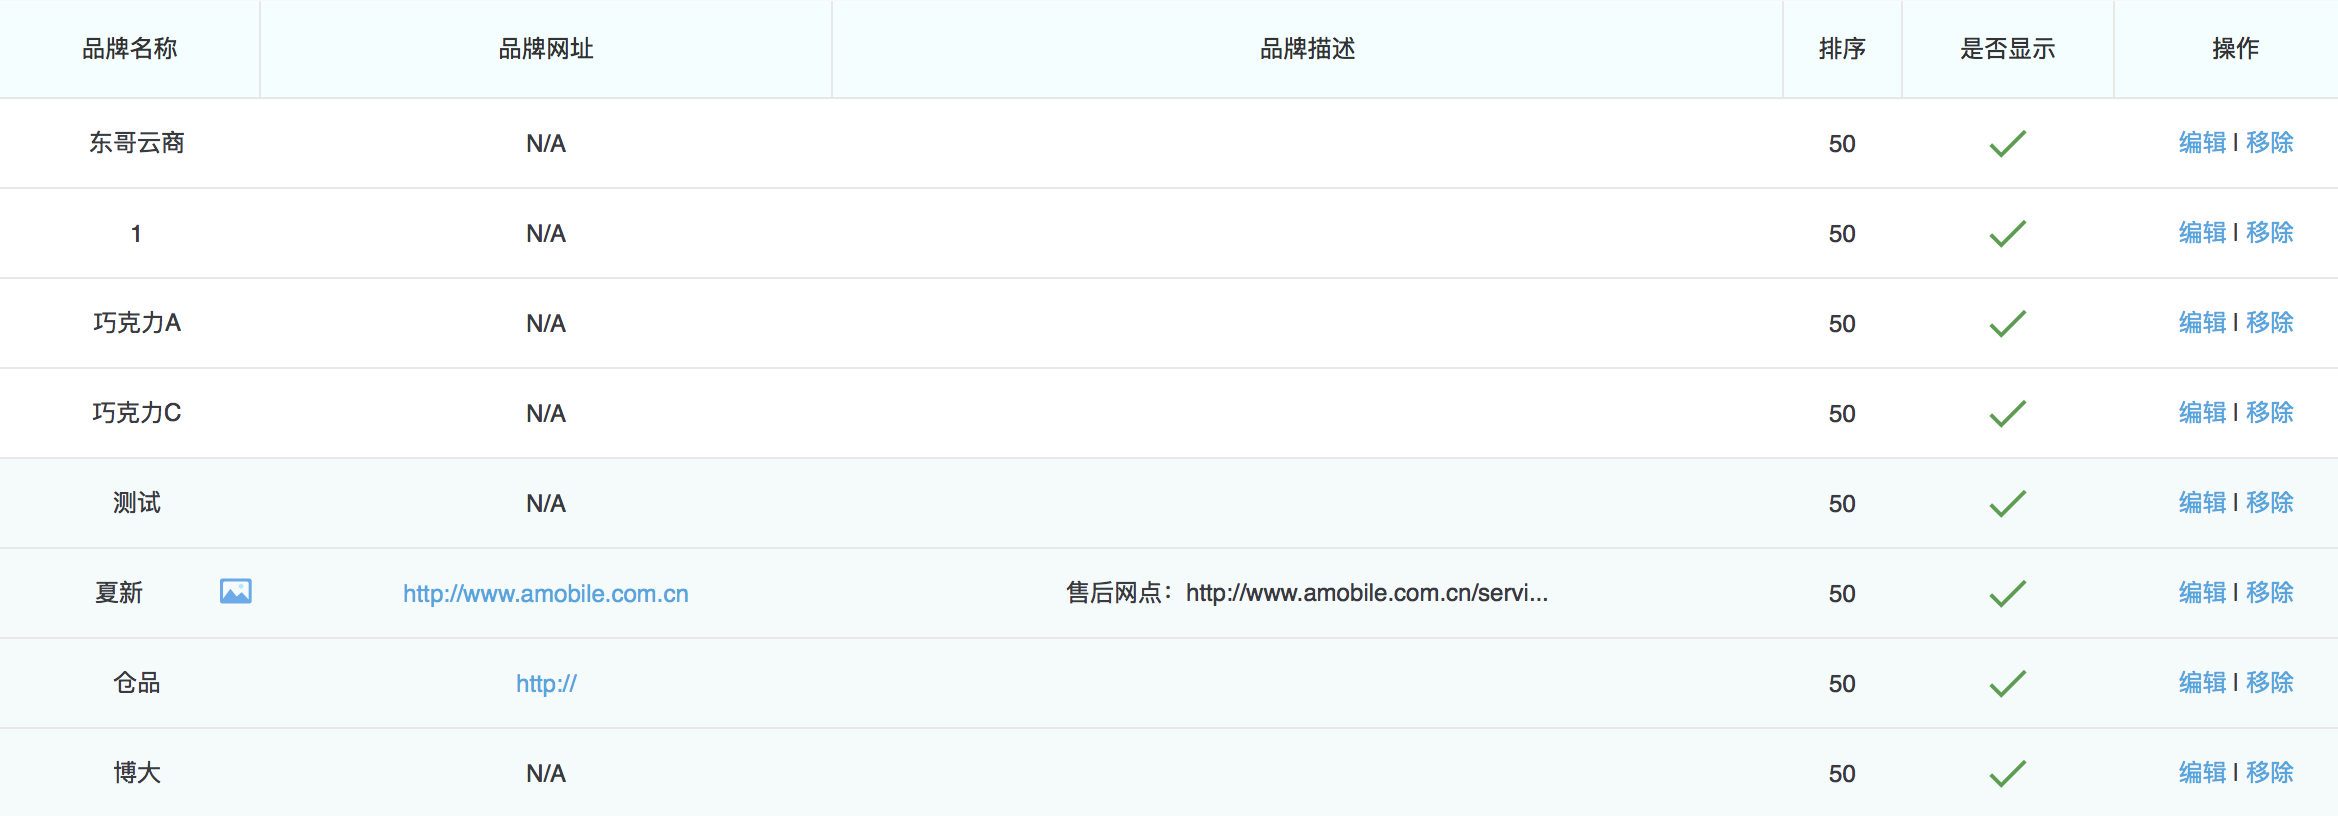 品牌名称 品牌网址 品牌描述 排序 是否显示 操作
东哥云商 N/A 50 编辑 | 移除
1 N/A 50 编辑 | 移除
巧克力A N/A 50 编辑 | 移除
巧克力C N/A 50 编辑 | 移除
测试 N/A 50 编辑 | 移除
夏新 http://www.amobile.com.cn 售后网点：http://www.amobile.com.cn/servi... 50 编辑 | 移除
仓品 http:// 50 编辑 | 移除
博大 N/A 50 编辑 | 移除